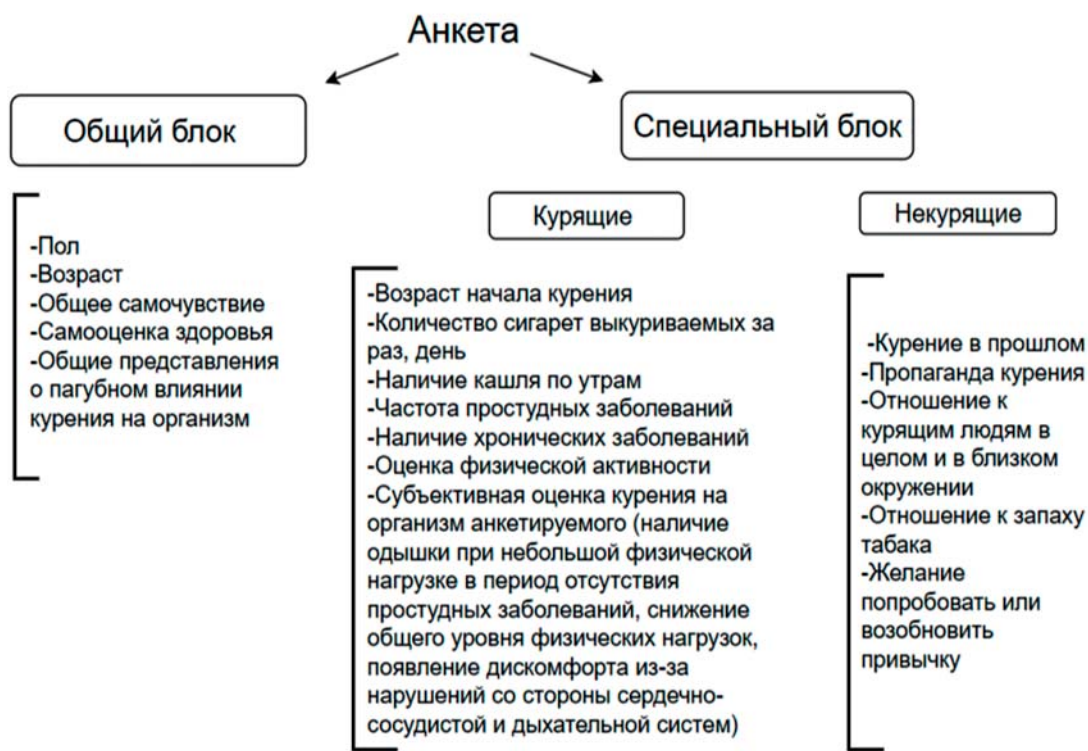 Анкета
Общий блок
-Пол
-Возраст
-Общее самочувствие
-Самооценка здоровья
-Общие представления
о пагубном влиянии
курения на организм
Специальный блок
Курящие
-Возраст начала курения
-Количество сигарет выкуриваемых за
раз, день
-Наличие кашля по утрам
-Частота простудных заболеваний
-Наличие хронических заболеваний
-Оценка физической активности
-Субъективная оценка курения на
организм анкетируемого (наличие
одышки при небольшой физической
нагрузке в период отсутствия
простудных заболеваний, снижение
общего уровня физических нагрузок,
появление дискомфорта из-за
нарушений со стороны сердечно-
сосудистой и дыхательной систем)
Некурящие
-Курение в прошлом
-Пропаганда курения
-Отношение к
курящим людям в
целом и в близком
окружении
-Отношение к запаху
табака
-Желание
попробовать или
возобновить
привычку